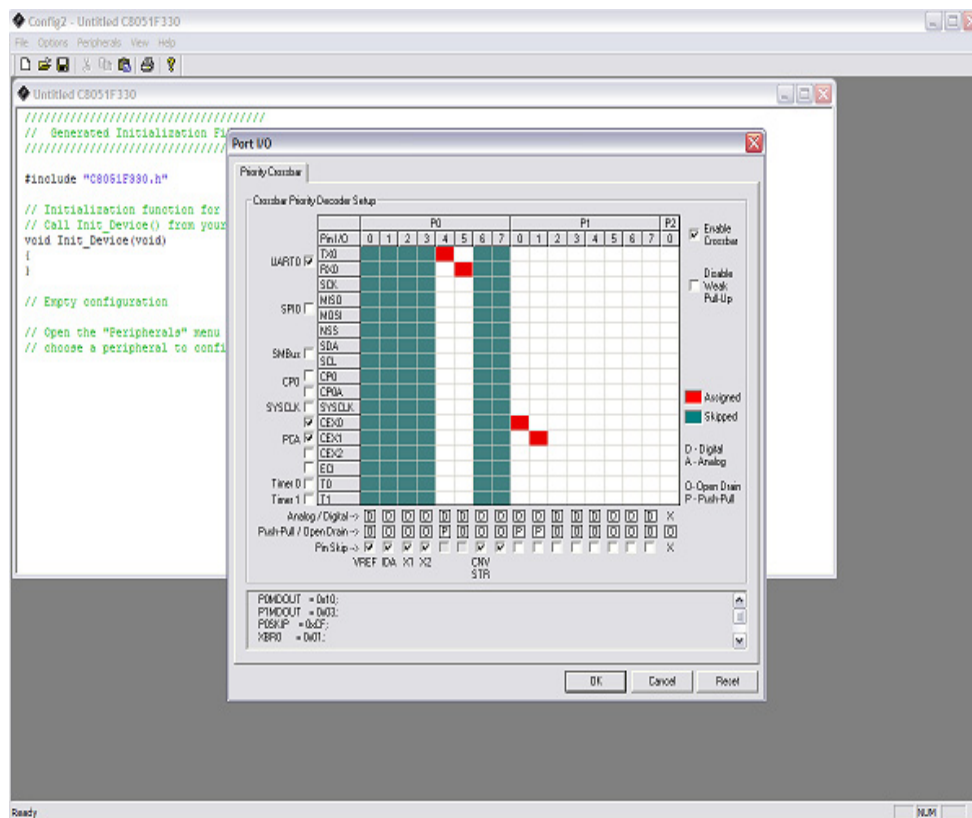 Config2 - Untitled C8051F330
File Options Peripherals View Help
Untitled C8051F330
/////////////////////////////////////
// Generated Initialization Fi
///////////////////////////////
#include "C8051F330.h"
// Initialization function for
// Call Init_Device() from your
void Init_Device(void)
{
}
// Empty configuration
// Open the "Peripherals" menu
// choose a peripheral to confi
Port I/O
Priority Crossbar
Crossbar Priority Decoder Setup
P0 P1 P2
Pin I/O 0 1 2 3 4 5 6 7 0 1 2 3 4 5 6 7 0
UART0 TX0
RX0
SCK
SPI0 MISO
MOSI
NSS
SMBus SDA
SCL
CP0 CP0
CP0A
SYSCLK SYSCLK
CEX0
PCA CEX1
CEX2
ECI
Timer 0 T0
Timer 1 T1
Enable Crossbar
Disable Weak Pull-Up
Assigned
Skipped
D - Digital
A - Analog
O - Open Drain
P - Push-Pull
Analog / Digital ->
Push-Pull / Open Drain ->
Pin Skip ->
VREF IDA X1 X2 CNV STR
P0MDOUT = 0x10;
P1MDOUT = 0x03;
P0SKIP = 0xCF;
XBR0 = 0x01;
OK Cancel Reset
Ready NUM